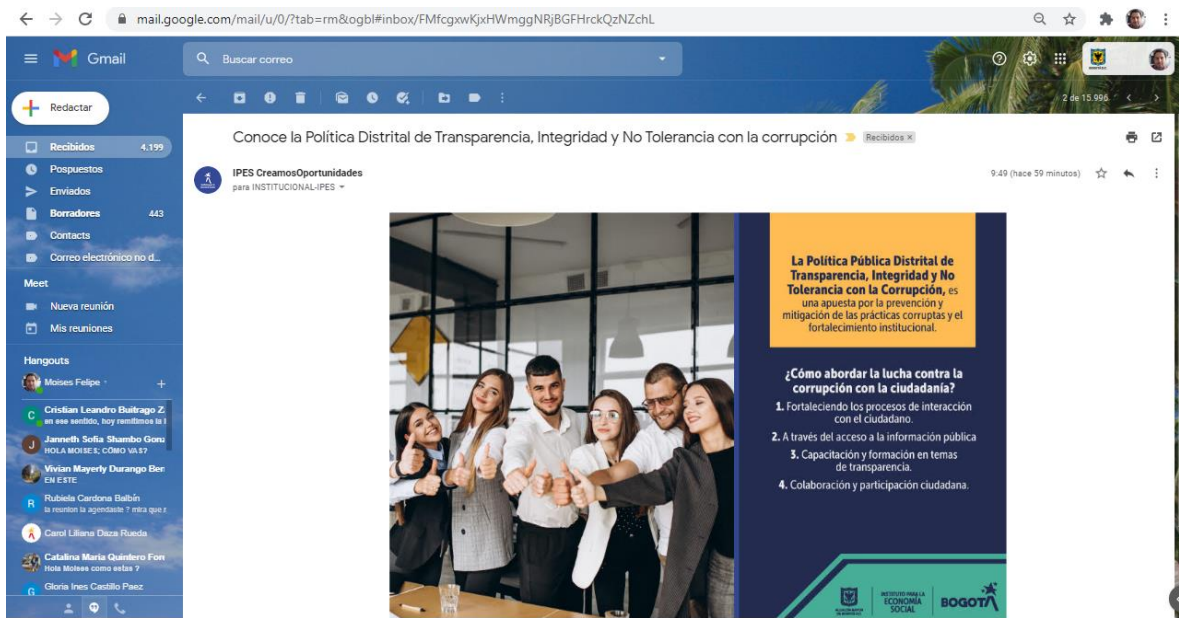 mail.google.com/mail/u/0/?tab=rm&ogbl#inbox/FMfcgxwKjxHWmggNRjBGFHrckQzNZchL
Gmail
Buscar correo
Redactar
2 de 15.996
Conoce la Política Distrital de Transparencia, Integridad y No Tolerancia con la corrupción
Recibidos ×
Recibidos 4.199
Pospuestos
Enviados
Borradores 443
Contacts
Correo electrónico no d...
IPES CreamosOportunidades
para INSTITUCIONAL-IPES
9:49 (hace 59 minutos)
Meet
Nueva reunión
Mis reuniones
Hangouts
Moises Felipe
Cristian Leandro Buitrago Z
en ese sentido, hoy remitimos la
Janneth Sofia Shambo Gonz
HOLA MOISES; CÓMO VAS?
Vivian Mayerly Durango Ber
EN ESTE
Rubiela Cardona Balbín
la reunion la agendaste ? mira que
Carol Liliana Daza Rueda
Catalina Maria Quintero Fon
Hola Moises como estas ?
Gloria Ines Castillo Paez
La Política Pública Distrital de
Transparencia, Integridad y No
Tolerancia con la Corrupción, es
una apuesta por la prevención y
mitigación de las prácticas corruptas y el
fortalecimiento institucional.
¿Cómo abordar la lucha contra la
corrupción con la ciudadanía?
1. Fortaleciendo los procesos de interacción
con el ciudadano.
2. A través del acceso a la información pública
3. Capacitación y formación en temas
de transparencia.
4. Colaboración y participación ciudadana.
INSTITUTO PARA LA
ECONOMÍA
SOCIAL
BOGOTÁ